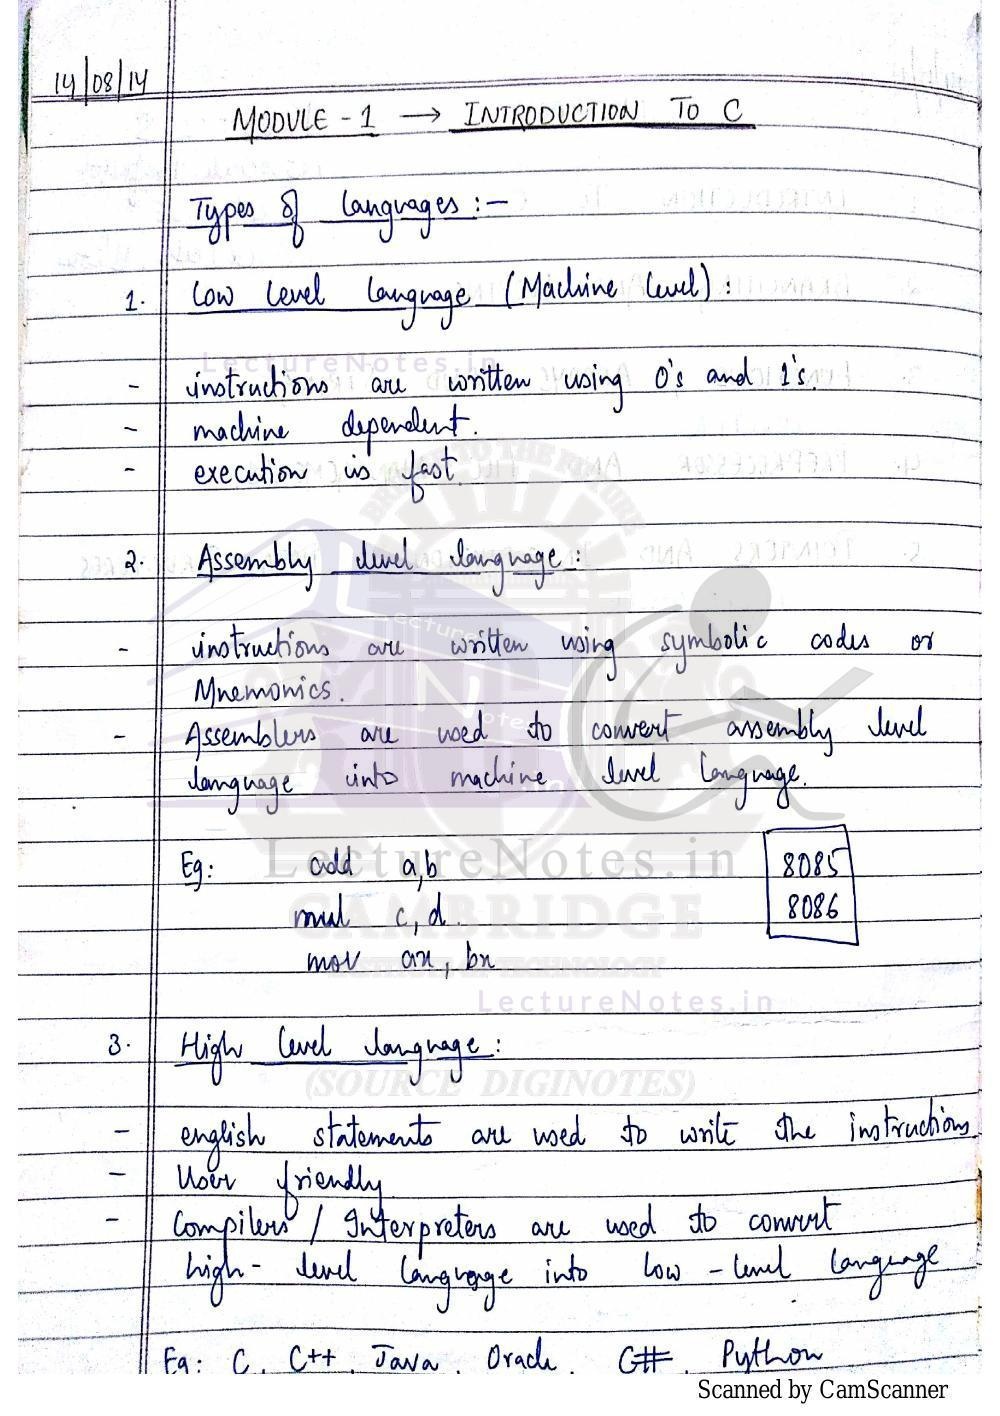 14/08/14
MODULE - 1 → INTRODUCTION TO C
Types of languages :-
1. Low level language (Machine level) :
LectureNotes.in
- instructions are written using 0's and 1's.
- machine dependent.
- execution is fast.
2. Assembly level language :
- instructions are written using symbolic codes or
Mnemonics.
- Assemblers are used to convert assembly level
language into machine level language.
LectureNotes.in
Eg: add a,b
8085
mul c, d.
8086
CAMBRIDGE
mov ax, bx
INSTITUTE OF TECHNOLOGY
LectureNotes.in
3. High level language :
(SOURCE DIGINOTES)
- english statements are used to write the instructions.
- User friendly
- Compilers / Interpreters are used to convert
high - level language into low - level language
Eg: C, C++, Java, Oracle, C#, Python
Scanned by CamScanner